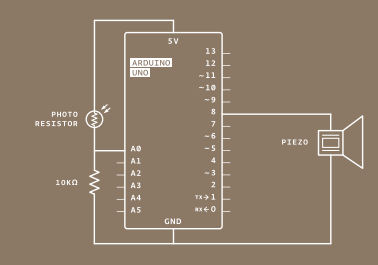 5V
ARDUINO
UNO
13
12
~11
~10
~9
8
7
~6
~5
4
~3
2
TX→1
RX←0
PHOTO
RESISTOR
10KΩ
A0
A1
A2
A3
A4
A5
GND
PIEZO